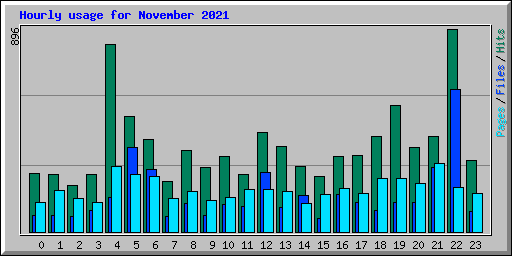 Hourly usage for November 2021
896
Pages/Files/Hits
0 1 2 3 4 5 6 7 8 9 10 11 12 13 14 15 16 17 18 19 20 21 22 23